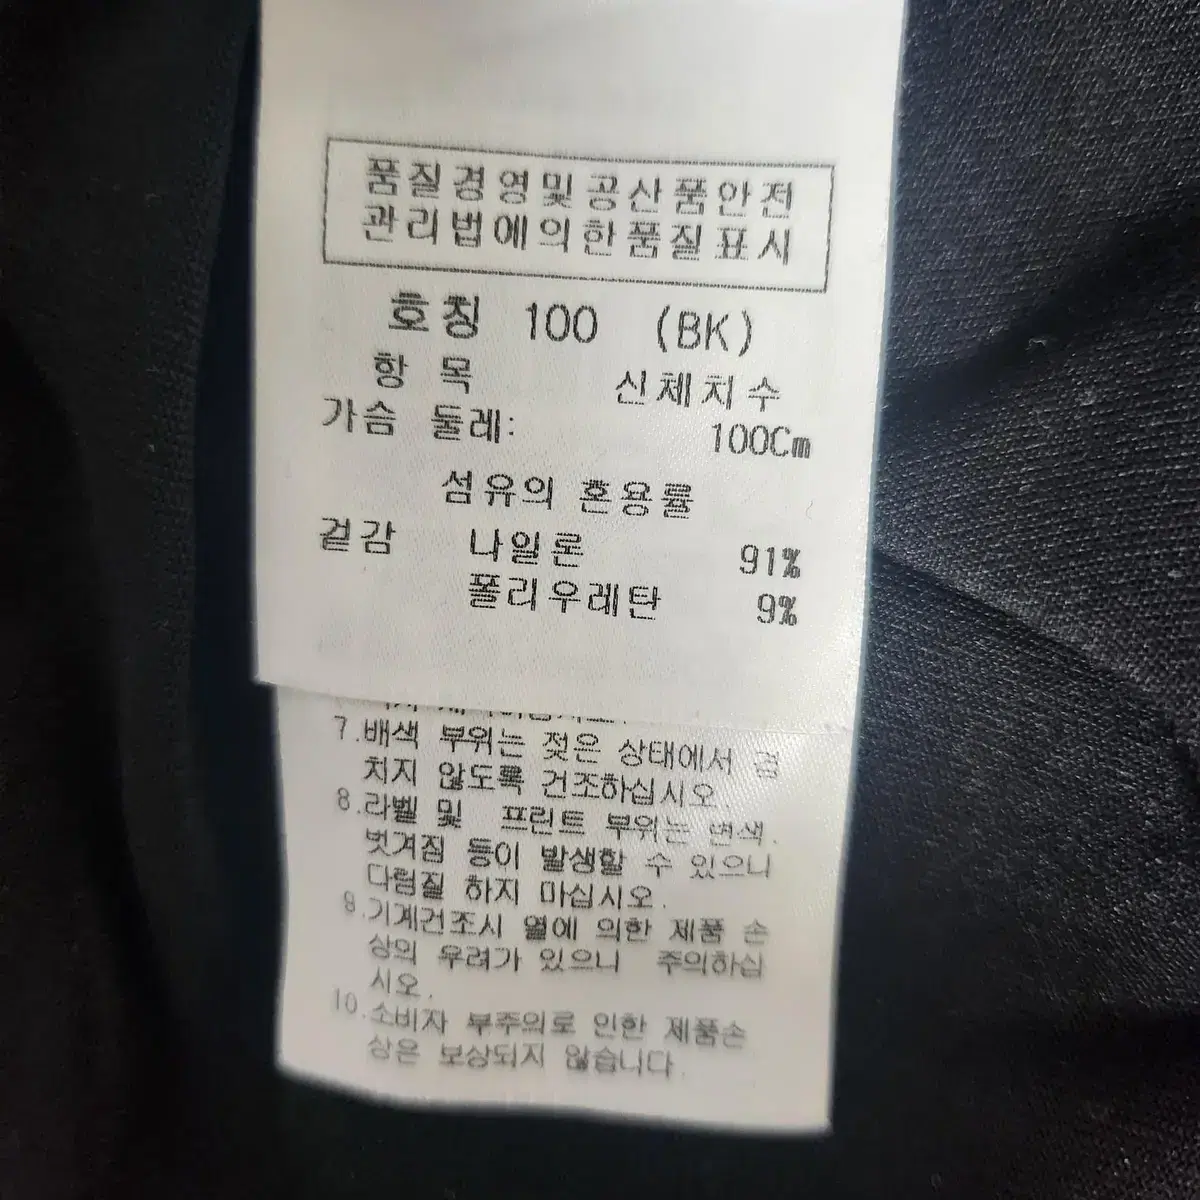 품질경영및공산품안전
관리법에의한품질표시
호칭 100 (BK)
항 목 신체치수
가슴 둘레: 100Cm
섬유의 혼용률
겉감 나일론 91%
폴리우레탄 9%
7.배색 부위는 젖은 상태에서 겹
치지 않도록 건조하십시오.
8.라벨 및 프린트 부위는 변색.
벗겨짐 등이 발생할 수 있으니
다림질 하지 마십시오.
9.기계건조시 열에 의한 제품 손
상의 우려가 있으니 주의하십
시오.
10.소비자 부주의로 인한 제품손
상은 보상되지 않습니다.